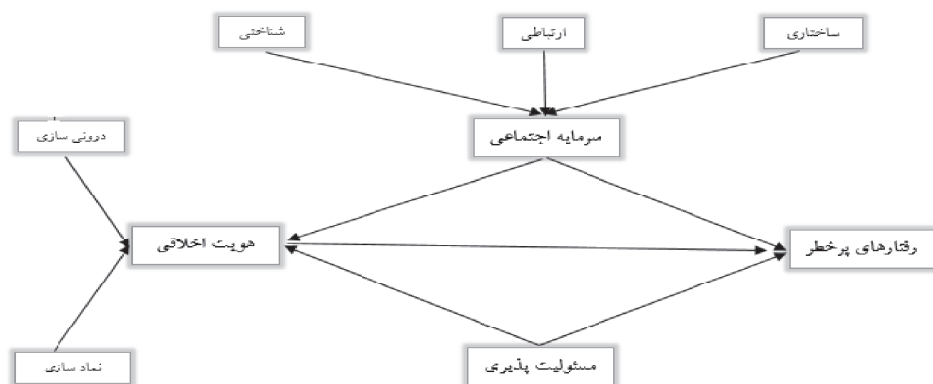 ساختاری
ارتباطی
شناختی
سرمایه اجتماعی
درونی سازی
هویت اخلاقی
رفتارهای پرخطر
مسئولیت پذیری
نماد سازی